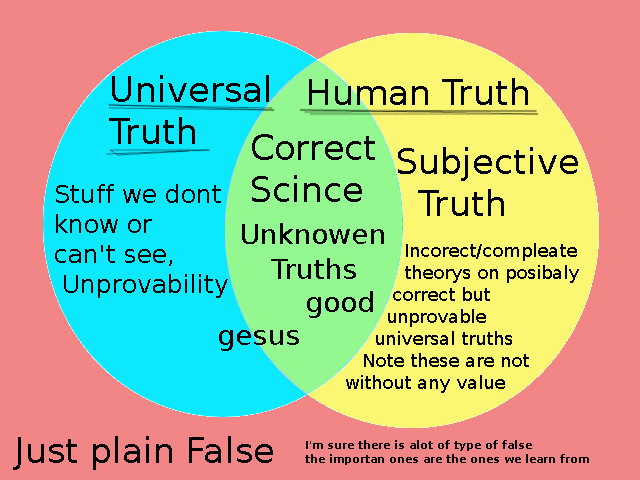 Universal
Truth
Stuff we dont
know or
can't see,
Unprovability
Human Truth
Correct
Scince
Unknowen
Truths
good
gesus
Subjective
Truth
Incorect/compleate
theorys on posibaly
correct but
unprovable
universal truths
Note these are not
without any value
Just plain False
I'm sure there is alot of type of false
the importan ones are the ones we learn from